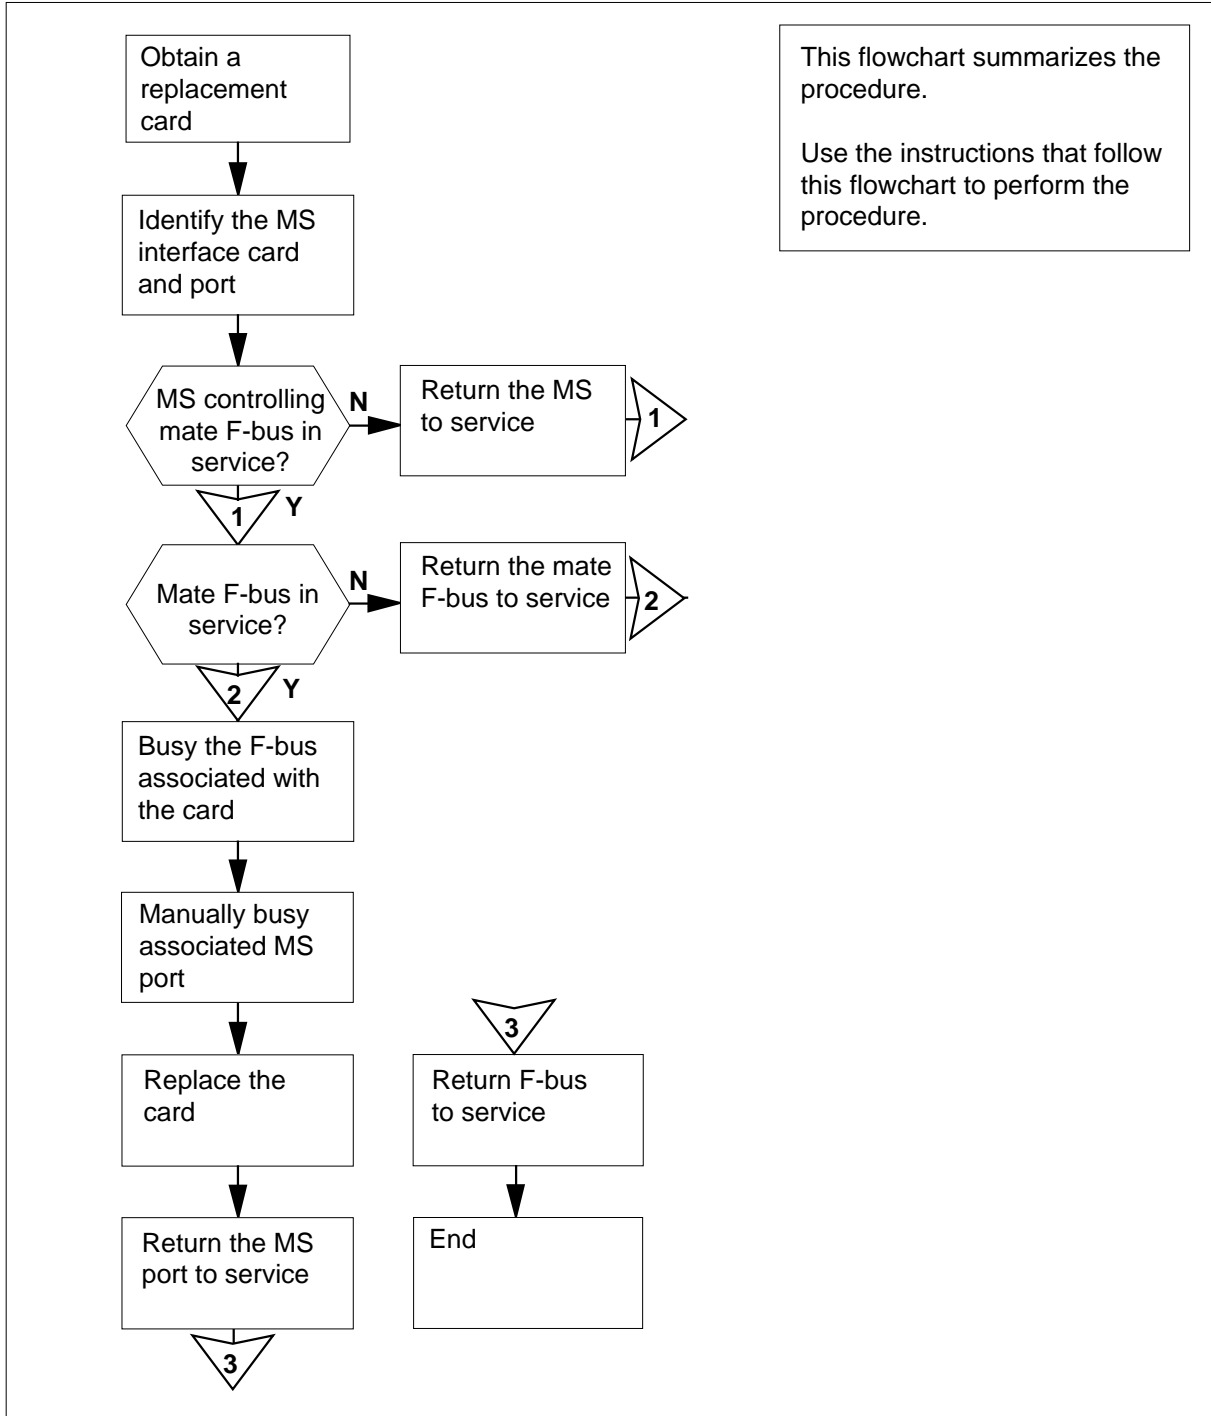 Obtain a
replacement
card
This flowchart summarizes the
procedure.
Use the instructions that follow
this flowchart to perform the
procedure.
Identify the MS
interface card
and port
MS controlling
mate F-bus in
service?
N
Return the MS
to service
1
1
Y
Mate F-bus in
service?
N
Return the mate
F-bus to service
2
2
Y
Busy the F-bus
associated with
the card
Manually busy
associated MS
port
Replace the
card
Return the MS
port to service
3
3
Return F-bus
to service
End